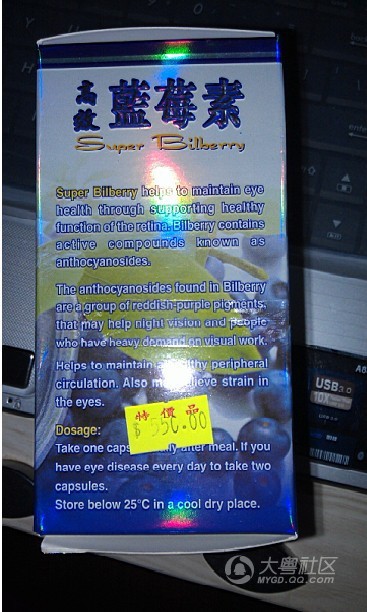 高效
藍莓素
Super Bilberry
Super Bilberry helps to maintain eye
health through supporting healthy
function of the retina. Bilberry contains
active compounds known as
anthocyanosides.
The anthocyanosides found in Bilberry
are a group of reddish-purple pigments,
that may help night vision and people
who have heavy demand on visual work.
Helps to maintain healthy peripheral
circulation. Also may relieve strain in
the eyes.
特價品
Dosage:
Take one after meal. If you
have eye disease every day to take two
capsules.
Store below 25°C in a cool dry place.
enter
USB3.0
10X
大粤社区
MYGD.QQ.COM